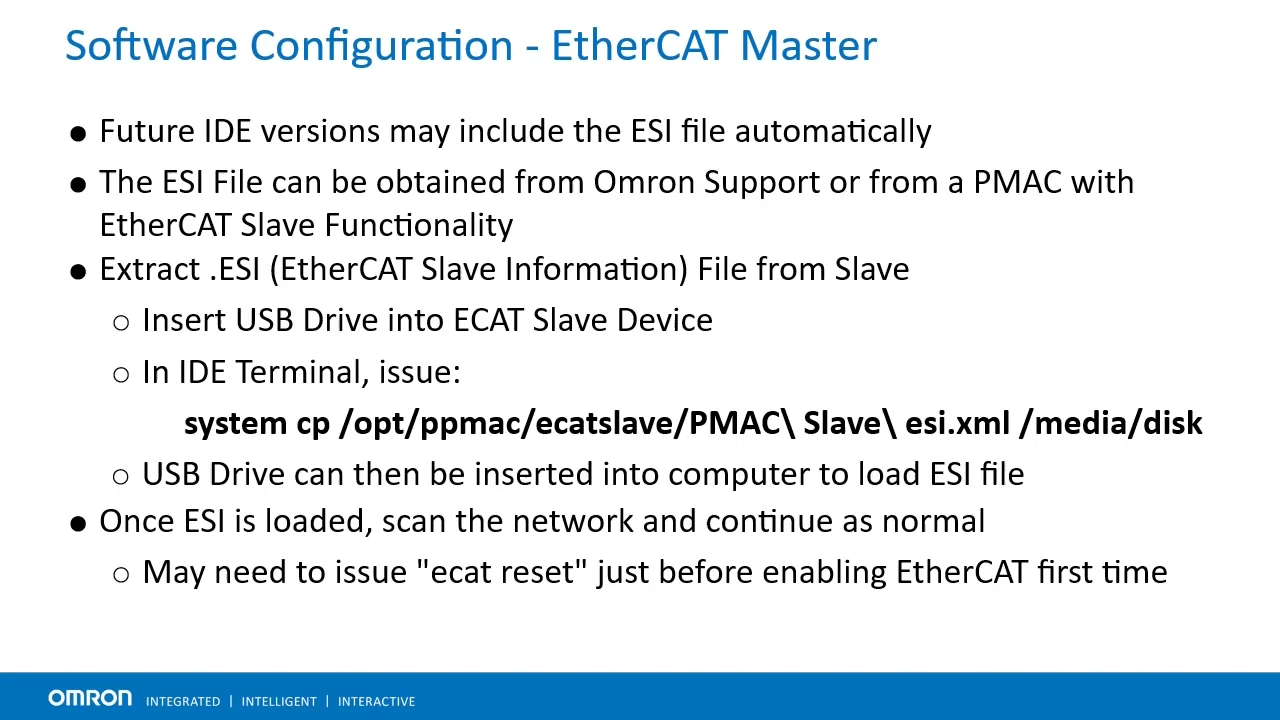 Software Configuration - EtherCAT Master
● Future IDE versions may include the ESI file automatically
● The ESI File can be obtained from Omron Support or from a PMAC with
EtherCAT Slave Functionality
● Extract .ESI (EtherCAT Slave Information) File from Slave
○ Insert USB Drive into ECAT Slave Device
○ In IDE Terminal, issue:
system cp /opt/ppmac/ecatslave/PMAC\ Slave\ esi.xml /media/disk
○ USB Drive can then be inserted into computer to load ESI file
● Once ESI is loaded, scan the network and continue as normal
○ May need to issue "ecat reset" just before enabling EtherCAT first time
OMRON INTEGRATED | INTELLIGENT | INTERACTIVE